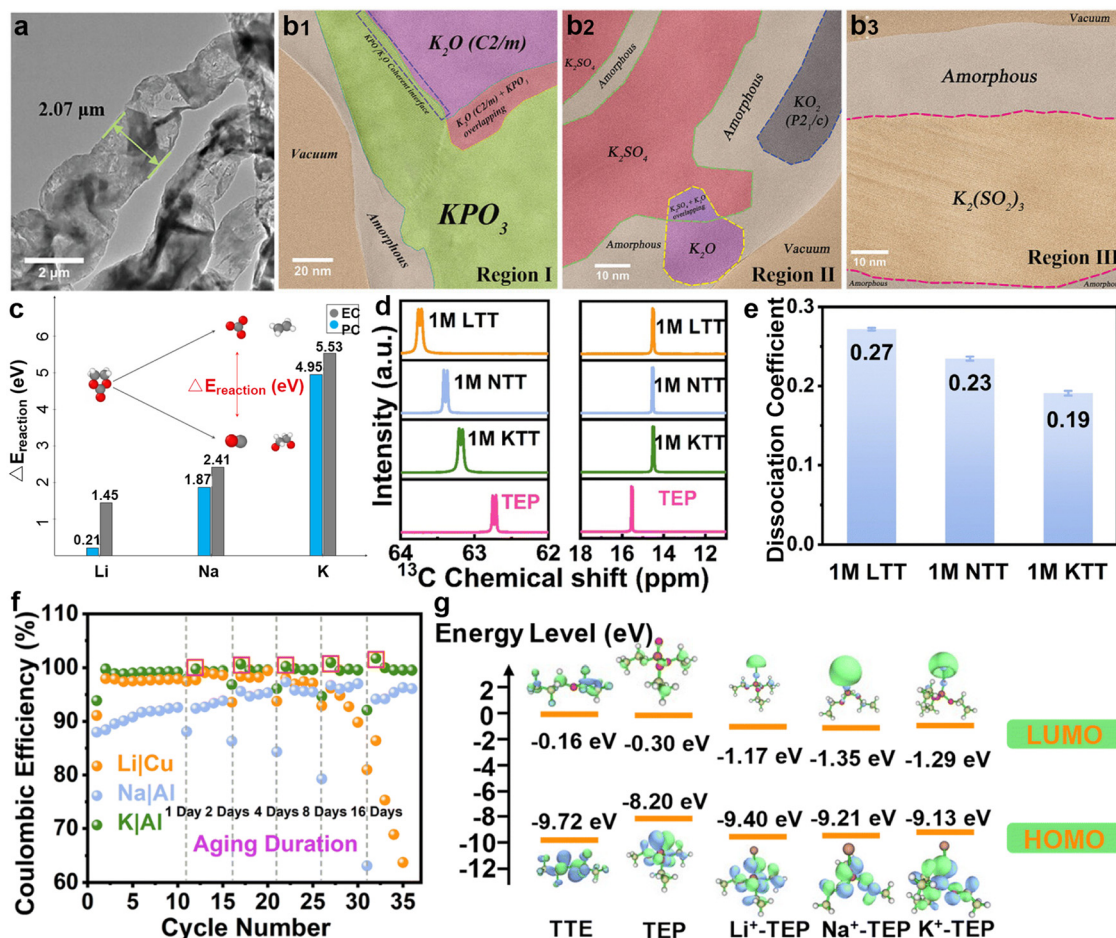 a
2.07 μm
2 μm
b1
K₂O (C2/m)
KPO₃/K₂O Coherent interface
K₂O (C2/m) + KPO₃
overlapping
Vacuum
KPO₃
Amorphous
20 nm
Region I
b2
K₂SO₄
Amorphous
Amorphous
KO₂
(P2₁/c)
K₂SO₄
K₂SO₄ + K₂O
overlapping
Amorphous
K₂O
Vacuum
10 nm
Region II
b3
Vacuum
Amorphous
K₂(SO₂)₃
10 nm
Region III
Amorphous
Amorphous
c
EC
PC
△E_reaction (eV)
6
5
4
3
2
1
△E_reaction (eV)
0.21
1.45
1.87
2.41
4.95
5.53
Li
Na
K
d
Intensity (a.u.)
1M LTT
1M LTT
1M NTT
1M NTT
1M KTT
1M KTT
TEP
TEP
64
63
62
18
16
14
12
¹³C Chemical shift (ppm)
e
Dissociation Coefficient
0.3
0.2
0.1
0.0
0.27
0.23
0.19
1M LTT
1M NTT
1M KTT
f
Coulombic Efficiency (%)
110
100
90
80
70
60
Li|Cu
Na|Al
K|Al
1 Day
2 Days
4 Days
8 Days
16 Days
Aging Duration
0
10
20
30
Cycle Number
g
Energy Level (eV)
2
0
-2
-4
-6
-8
-10
-12
-0.16 eV
-0.30 eV
-1.17 eV
-1.35 eV
-1.29 eV
LUMO
-9.72 eV
-8.20 eV
-9.40 eV
-9.21 eV
-9.13 eV
HOMO
TTE
TEP
Li⁺-TEP
Na⁺-TEP
K⁺-TEP